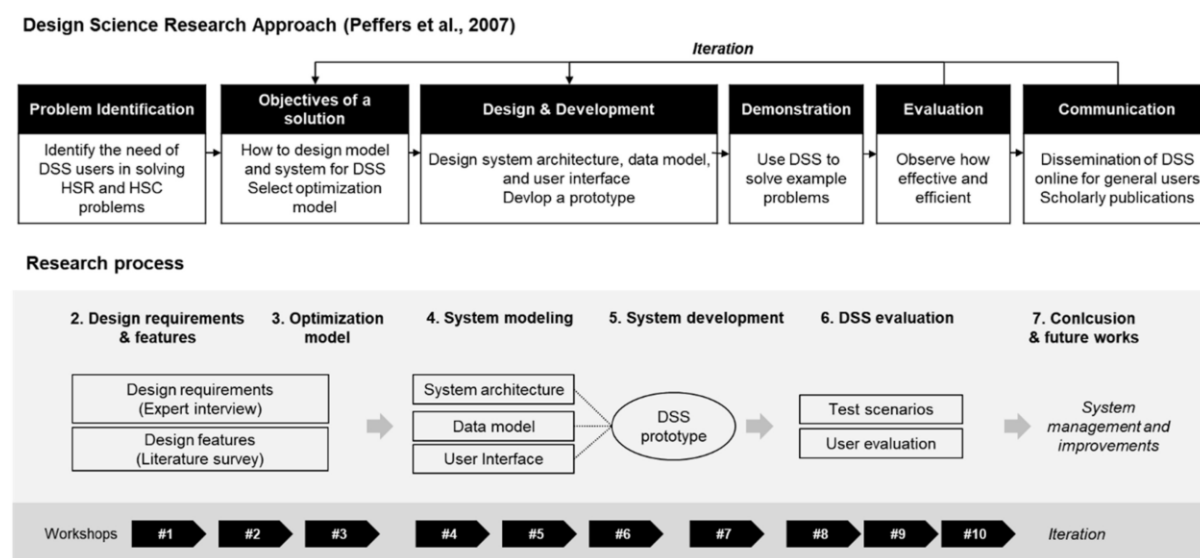 Design Science Research Approach (Peffers et al., 2007)
Iteration
Problem Identification
Identify the need of
DSS users in solving
HSR and HSC
problems
Objectives of a
solution
How to design model
and system for DSS
Select optimization
model
Design & Development
Design system architecture, data model,
and user interface
Devlop a prototype
Demonstration
Use DSS to
solve example
problems
Evaluation
Observe how
effective and
efficient
Communication
Dissemination of DSS
online for general users
Scholarly publications
Research process
2. Design requirements
& features
3. Optimization
model
4. System modeling
5. System development
6. DSS evaluation
7. Conlcusion
& future works
Design requirements
(Expert interview)
Design features
(Literature survey)
System architecture
Data model
User Interface
DSS
prototype
Test scenarios
User evaluation
System
management and
improvements
Workshops
#1
#2
#3
#4
#5
#6
#7
#8
#9
#10
Iteration